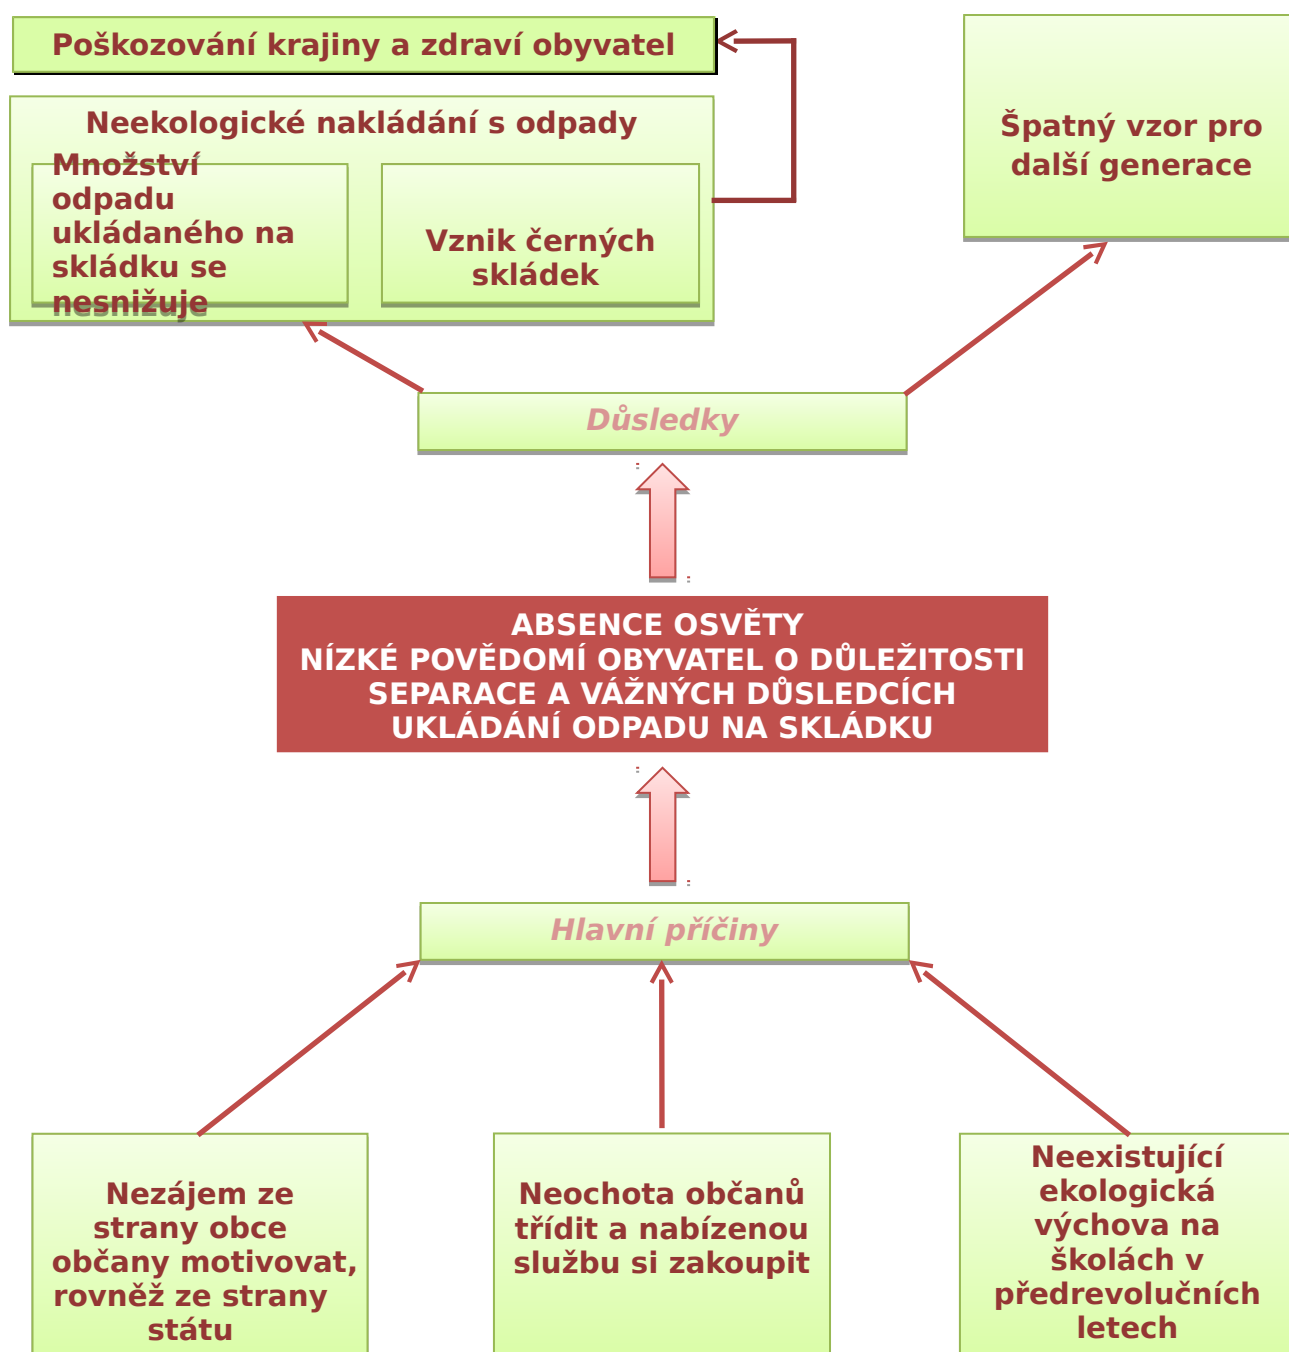 Poškozování krajiny a zdraví obyvatel
Neekologické nakládání s odpady
Množství
odpadu
ukládaného na
skládku se
nesnižuje
Vznik černých
skládek
Špatný vzor pro
další generace
Důsledky
ABSENCE OSVĚTY
NÍZKÉ POVĚDOMÍ OBYVATEL O DŮLEŽITOSTI
SEPARACE A VÁŽNÝCH DŮSLEDCÍCH
UKLÁDÁNÍ ODPADU NA SKLÁDKU
Hlavní příčiny
Nezájem ze
strany obce
občany motivovat,
rovněž ze strany
státu
Neochota občanů
třídit a nabízenou
službu si zakoupit
Neexistující
ekologická
výchova na
školách v
předrevolučních
letech